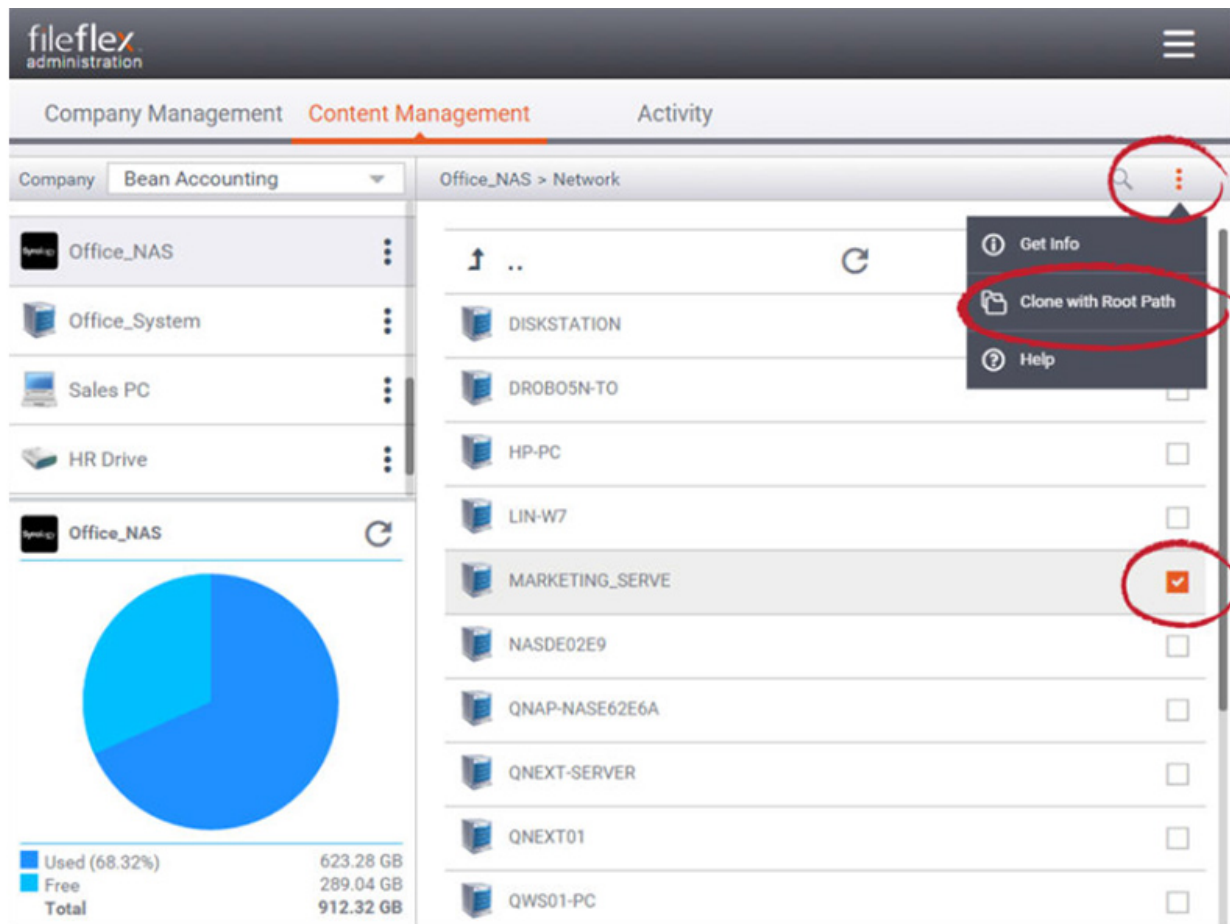 fileflex
administration
Company Management Content Management Activity
Company Bean Accounting
Office_NAS > Network
Office_NAS
Office_System
Sales PC
HR Drive
Office_NAS
Used (68.32%) 623.28 GB
Free 289.04 GB
Total 912.32 GB
..
DISKSTATION
DROBO5N-TO
HP-PC
LIN-W7
MARKETING_SERVE
NASDE02E9
QNAP-NASE62E6A
QNEXT-SERVER
QNEXT01
QWS01-PC
Get Info
Clone with Root Path
Help